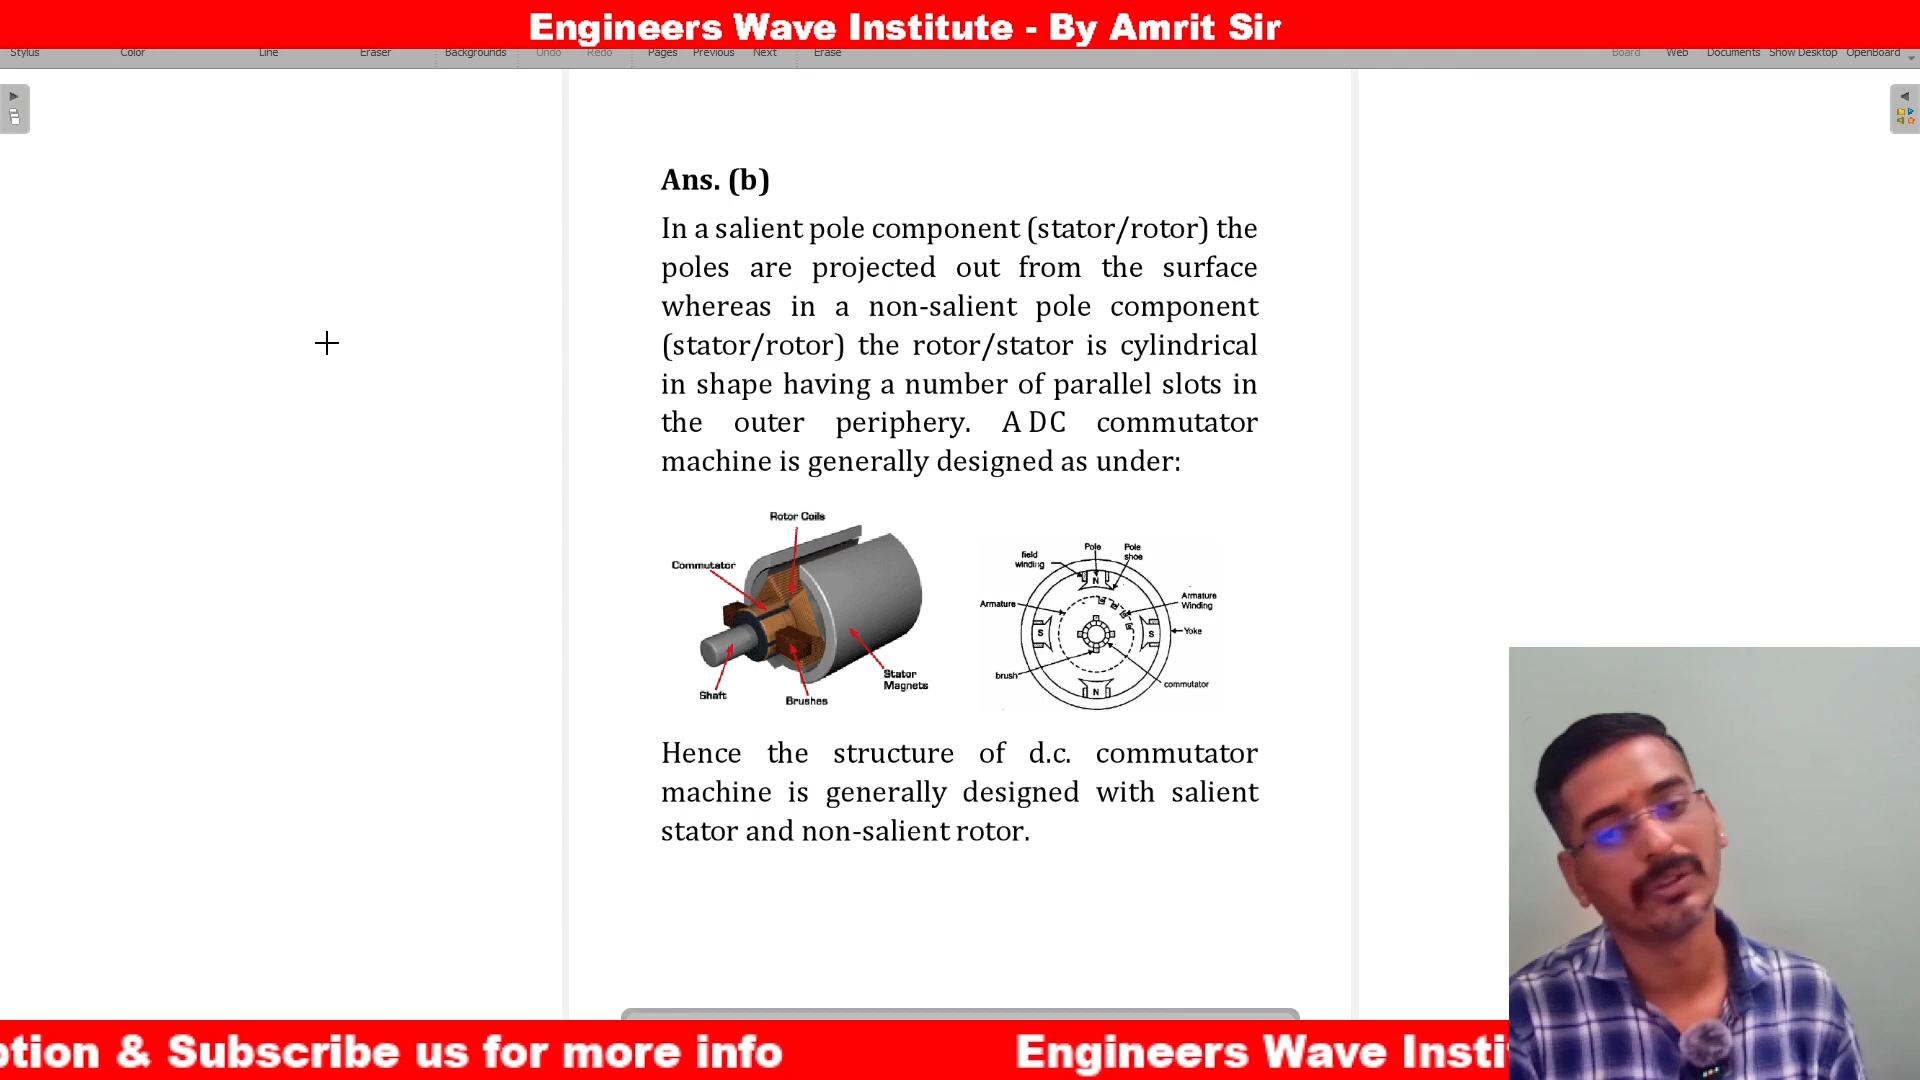 Engineers Wave Institute - By Amrit Sir
Stylus Color Line Eraser Backgrounds Undo Redo Pages Previous Next Erase Board Web Documents Show Desktop OpenBoard
Ans. (b)
In a salient pole component (stator/rotor) the
poles are projected out from the surface
whereas in a non-salient pole component
(stator/rotor) the rotor/stator is cylindrical
in shape having a number of parallel slots in
the outer periphery. A DC commutator
machine is generally designed as under:
Rotor Coils
Commutator
Shaft
Brushes
Stator
Magnets
field
winding
Pole
Pole
shoe
Armature
Armature
Winding
Yoke
brush
commutator
N
S
S
N
Hence the structure of d.c. commutator
machine is generally designed with salient
stator and non-salient rotor.
ption & Subscribe us for more info Engineers Wave Insti